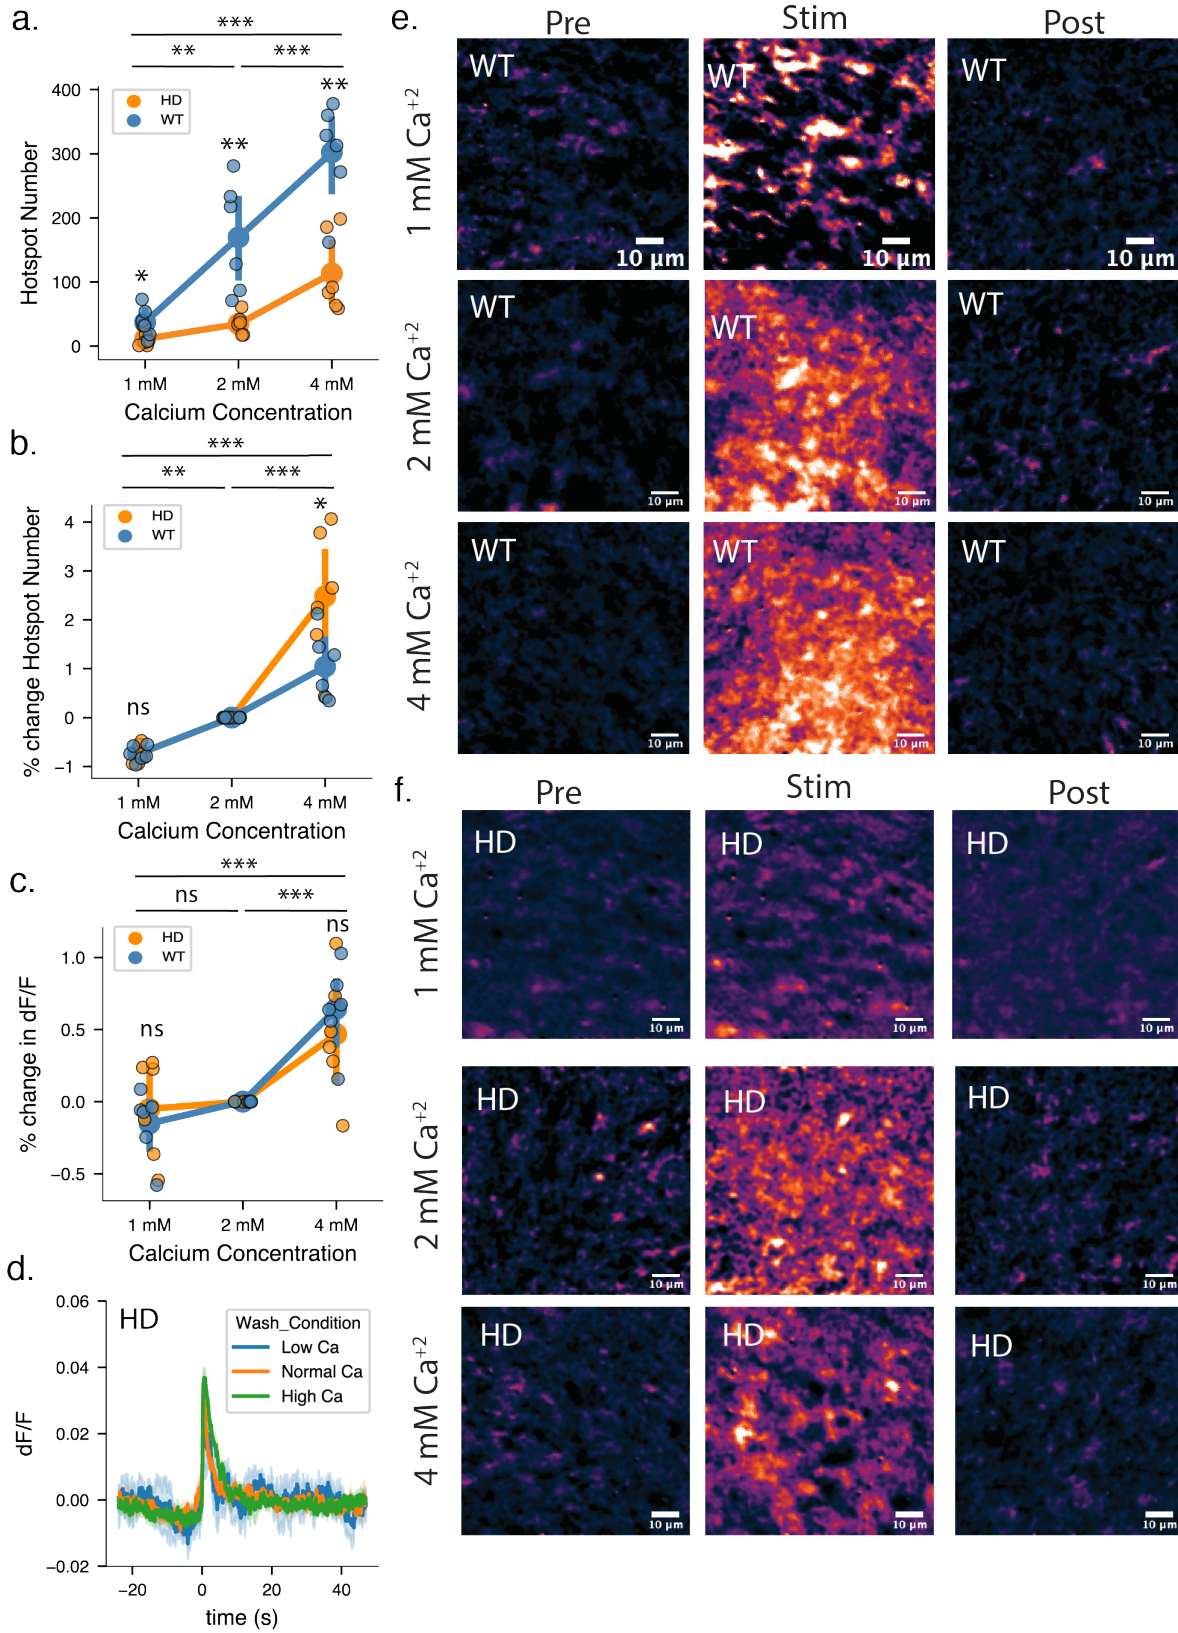 a.
***
** ***
**
400
HD
WT
300
**
200
100
*
0
Hotspot Number
1 mM 2 mM 4 mM
Calcium Concentration
b.
***
** ***
*
4
HD
WT
3
2
1
ns
0
−1
% change Hotspot Number
1 mM 2 mM 4 mM
Calcium Concentration
c.
***
ns ***
ns
HD
WT
1.0
0.5
ns
0.0
−0.5
% change in dF/F
1 mM 2 mM 4 mM
Calcium Concentration
d.
0.06
HD
Wash_Condition
Low Ca
Normal Ca
High Ca
0.04
0.02
0.00
−0.02
dF/F
−20 0 20 40
time (s)
e.
Pre Stim Post
1 mM Ca+2
WT WT WT
10 µm 10 µm 10 µm
2 mM Ca+2
WT WT WT
10 µm 10 µm 10 µm
4 mM Ca+2
WT WT WT
10 µm 10 µm 10 µm
f.
Pre Stim Post
1 mM Ca+2
HD HD HD
10 µm 10 µm 10 µm
2 mM Ca+2
HD HD HD
10 µm 10 µm 10 µm
4 mM Ca+2
HD HD HD
10 µm 10 µm 10 µm